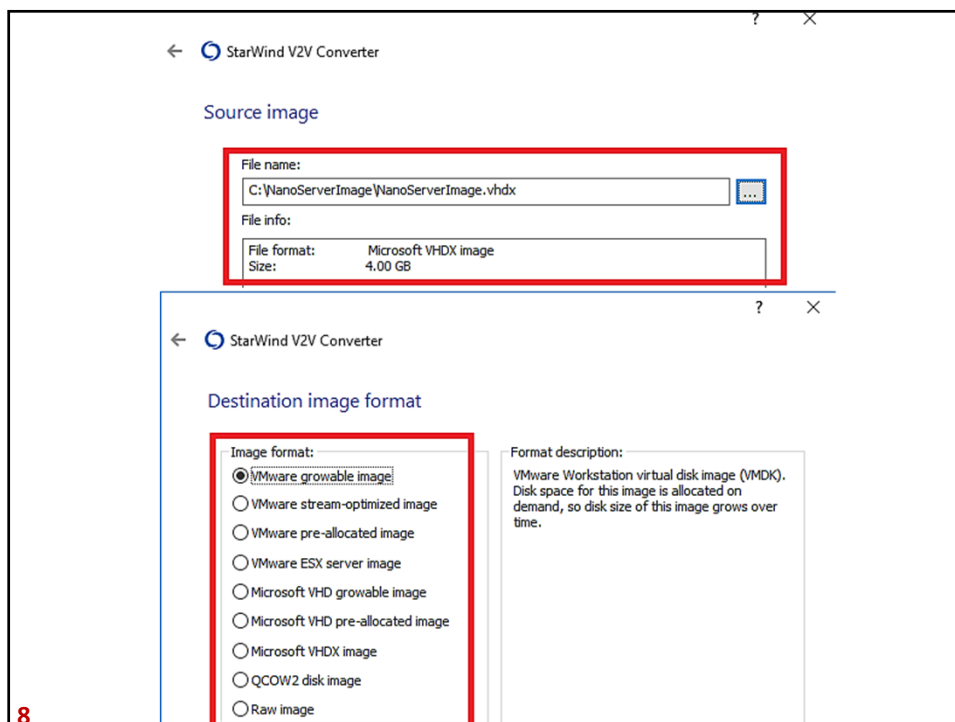 ?
StarWind V2V Converter
Source image
File name:
C:\NanoServerImage\NanoServerImage.vhdx
...
File info:
File format: Microsoft VHDX image
Size: 4.00 GB
?
StarWind V2V Converter
Destination image format
Image format:
VMware growable image
VMware stream-optimized image
VMware pre-allocated image
VMware ESX server image
Microsoft VHD growable image
Microsoft VHD pre-allocated image
Microsoft VHDX image
QCOW2 disk image
Raw image
Format description:
VMware Workstation virtual disk image (VMDK).
Disk space for this image is allocated on
demand, so disk size of this image grows over
time.
8